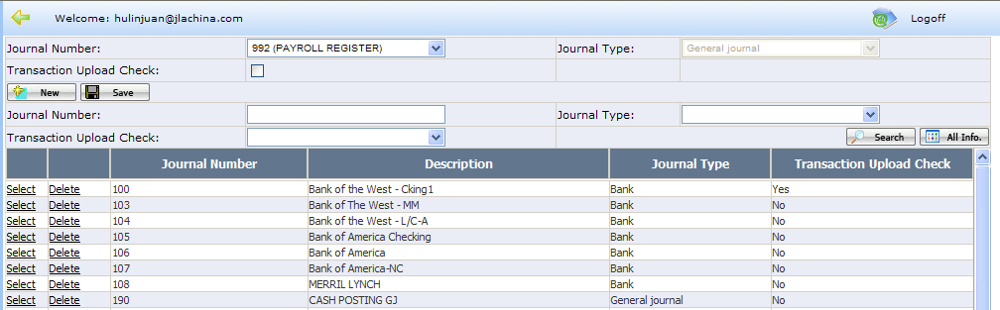 Welcome: hulinjuan@jlachina.com Logoff
Journal Number: 992 (PAYROLL REGISTER) Journal Type: General journal
Transaction Upload Check:
New Save
Journal Number: Journal Type:
Transaction Upload Check: Search All Info.
Journal Number Description Journal Type Transaction Upload Check
Select Delete 100 Bank of the West - Cking1 Bank Yes
Select Delete 103 Bank of The West - MM Bank No
Select Delete 104 Bank of the West - L/C-A Bank No
Select Delete 105 Bank of America Checking Bank No
Select Delete 106 Bank of America Bank No
Select Delete 107 Bank of America-NC Bank No
Select Delete 108 MERRIL LYNCH Bank No
Select Delete 190 CASH POSTING GJ General journal No